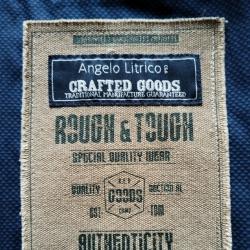 Angelo Litrico
CRAFTED GOODS
TRADITIONAL MANUFACTURE GUARANTEED
ROUGH & TOUGH
SPECIAL QUALITY WEAR
QUALITY
GOODS
EST.
AUTHENTICITY